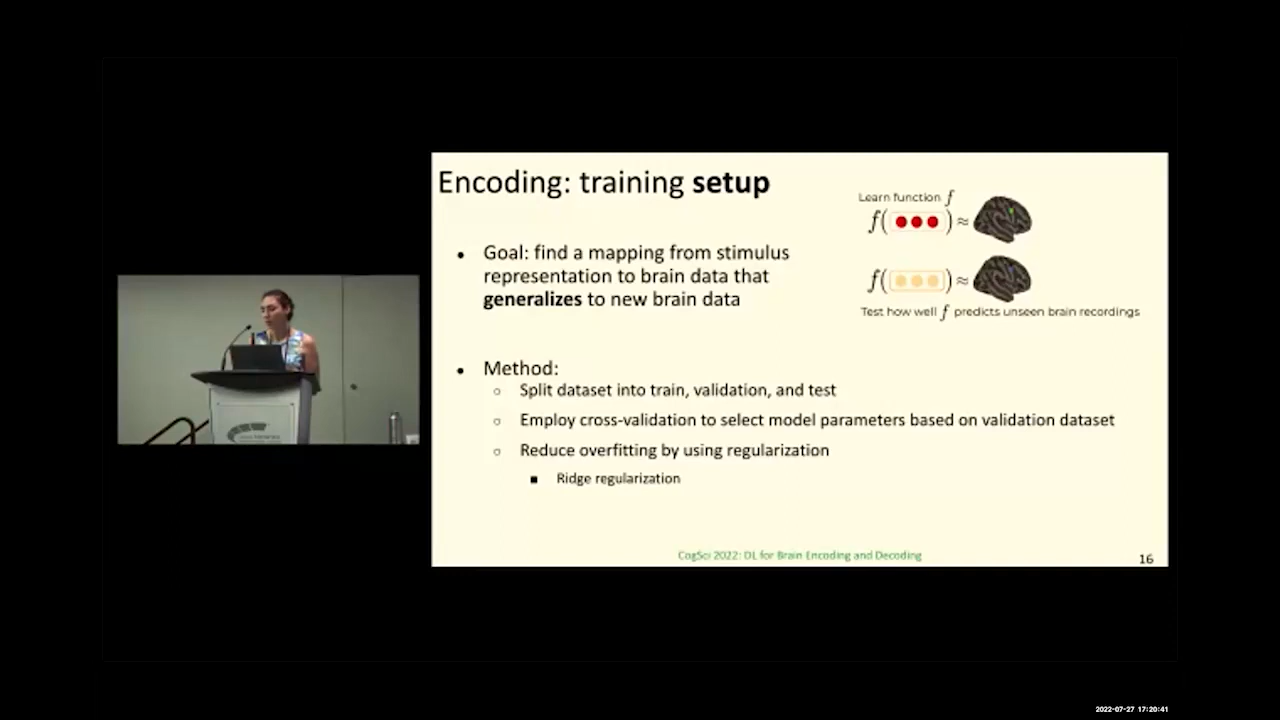 Encoding: training setup
Learn function f
f( ) ≈
f( ) ≈
Test how well f predicts unseen brain recordings
• Goal: find a mapping from stimulus
representation to brain data that
generalizes to new brain data
• Method:
○ Split dataset into train, validation, and test
○ Employ cross-validation to select model parameters based on validation dataset
○ Reduce overfitting by using regularization
■ Ridge regularization
CogSci 2022: DL for Brain Encoding and Decoding
16
2022-07-27 17:20:41